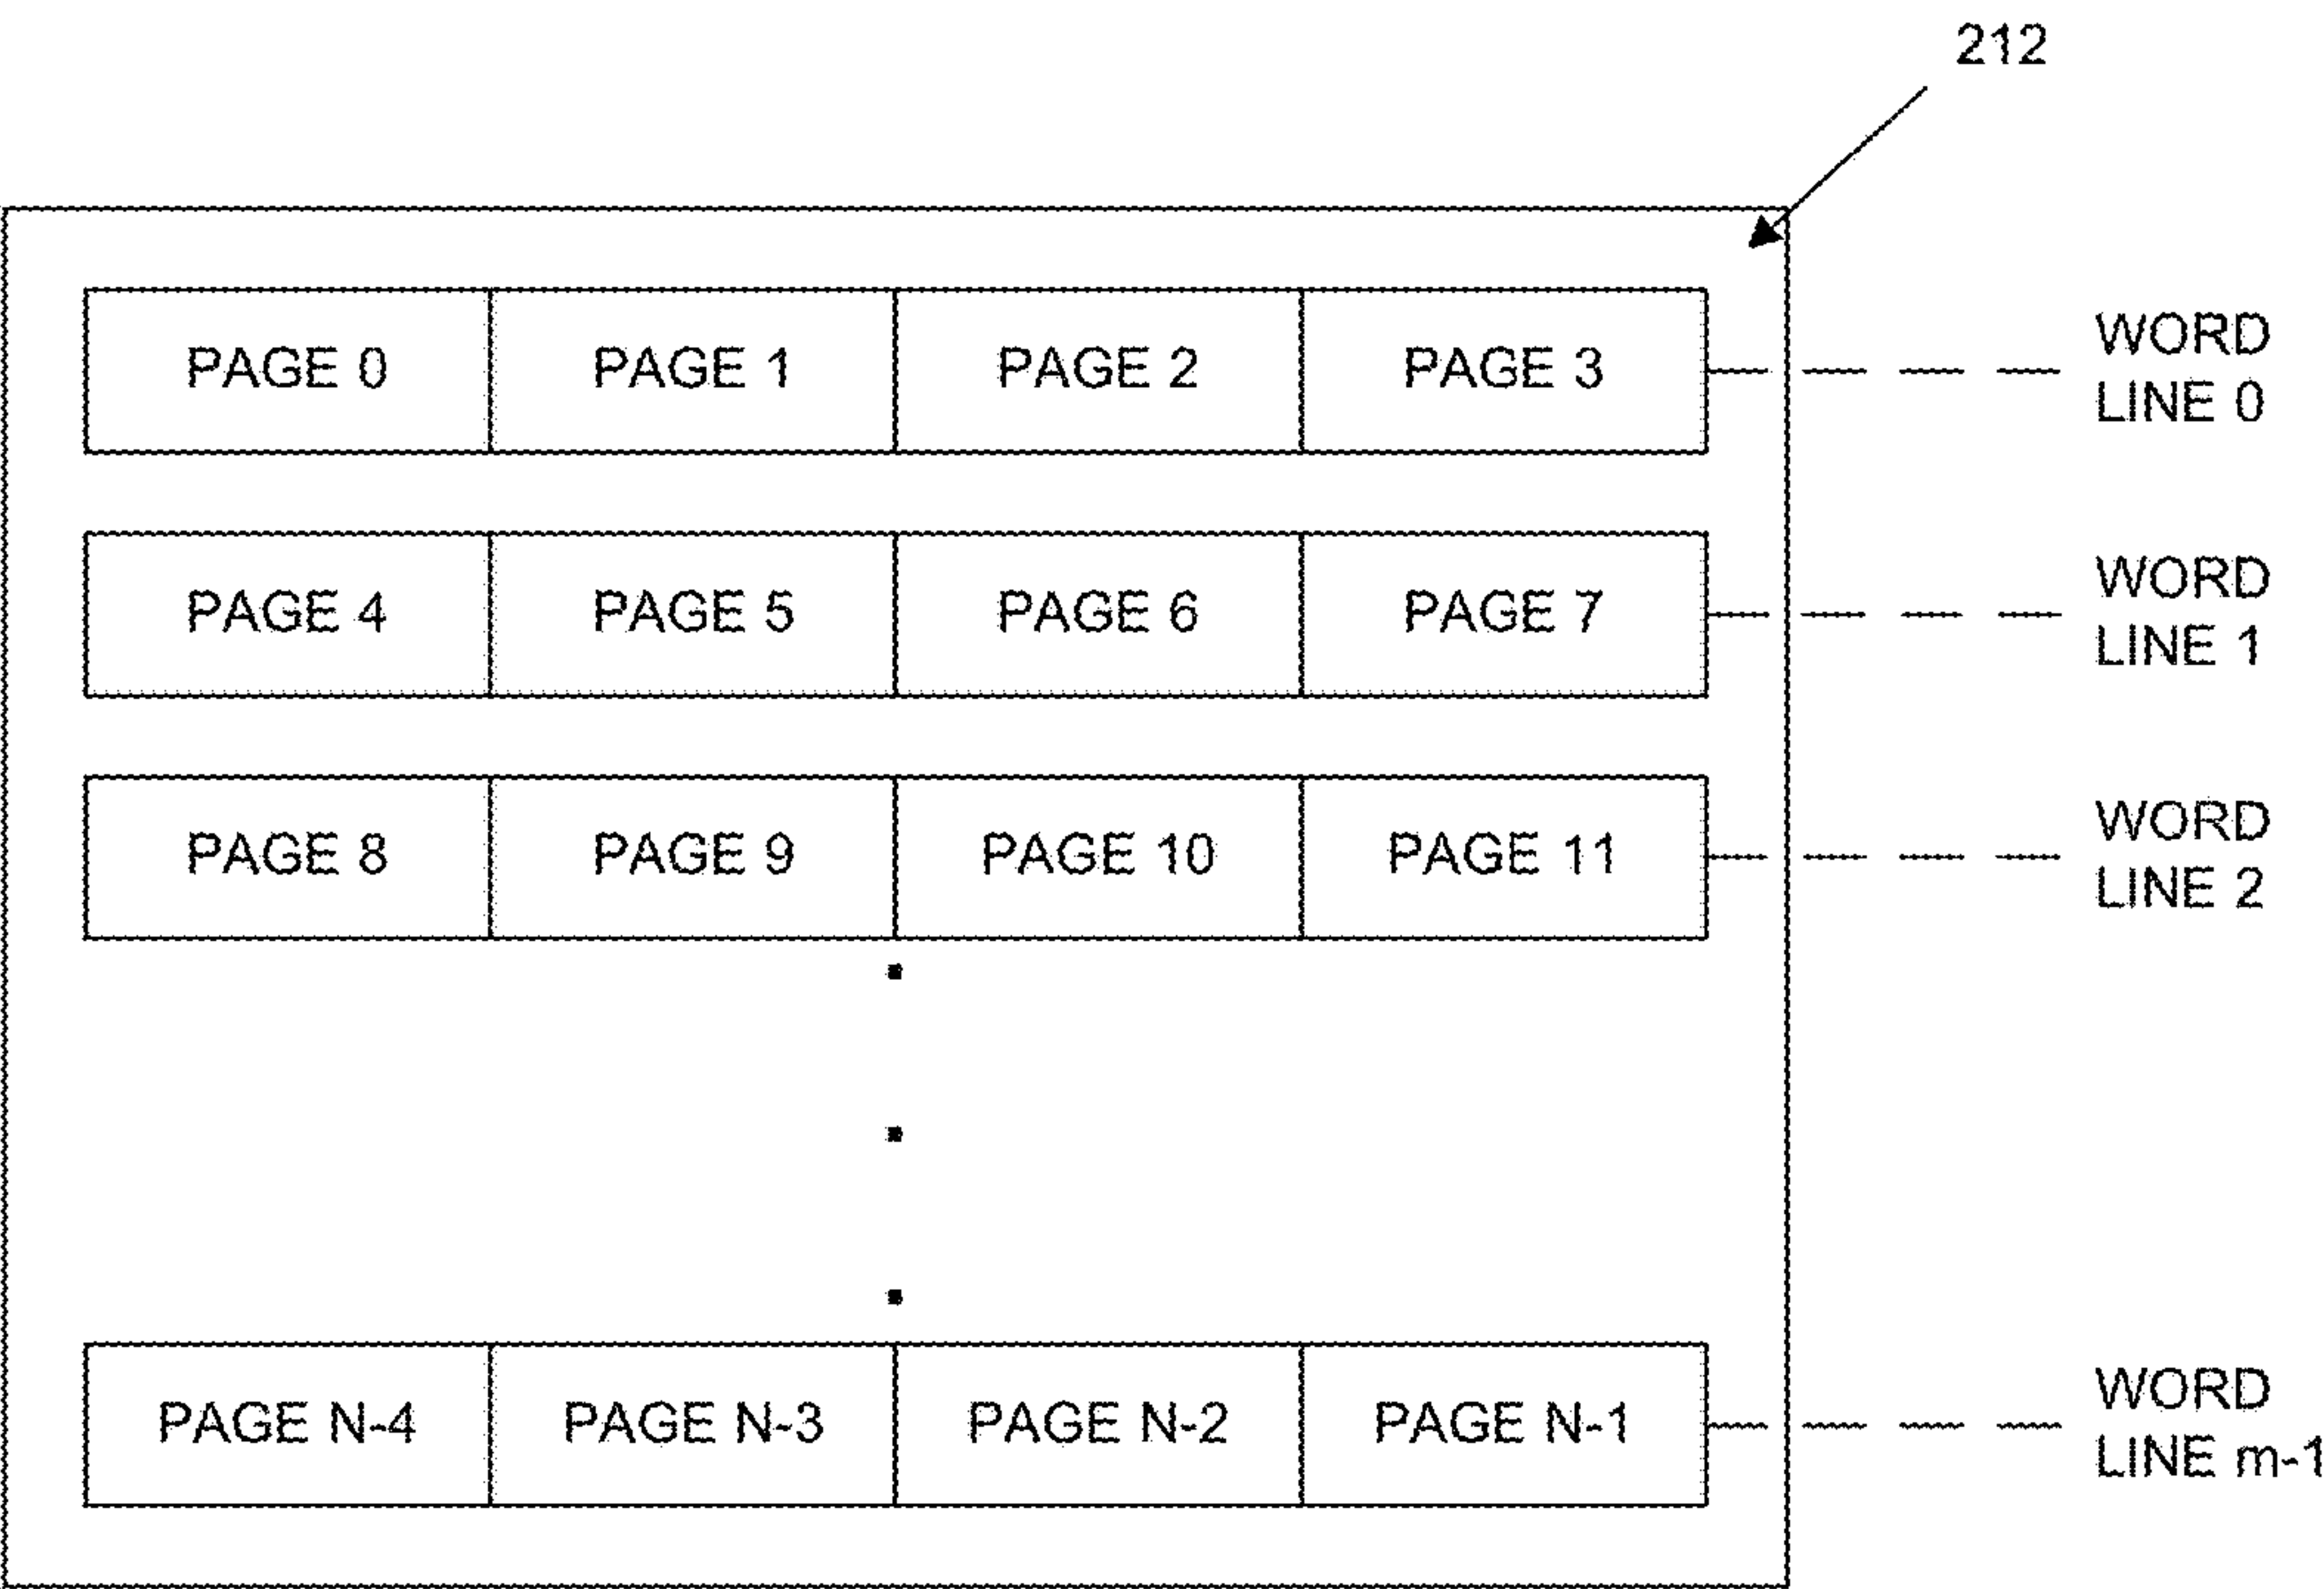 212
PAGE 0 PAGE 1 PAGE 2 PAGE 3
WORD
LINE 0
PAGE 4 PAGE 5 PAGE 6 PAGE 7
WORD
LINE 1
PAGE 8 PAGE 9 PAGE 10 PAGE 11
WORD
LINE 2
PAGE N-4 PAGE N-3 PAGE N-2 PAGE N-1
WORD
LINE m-1